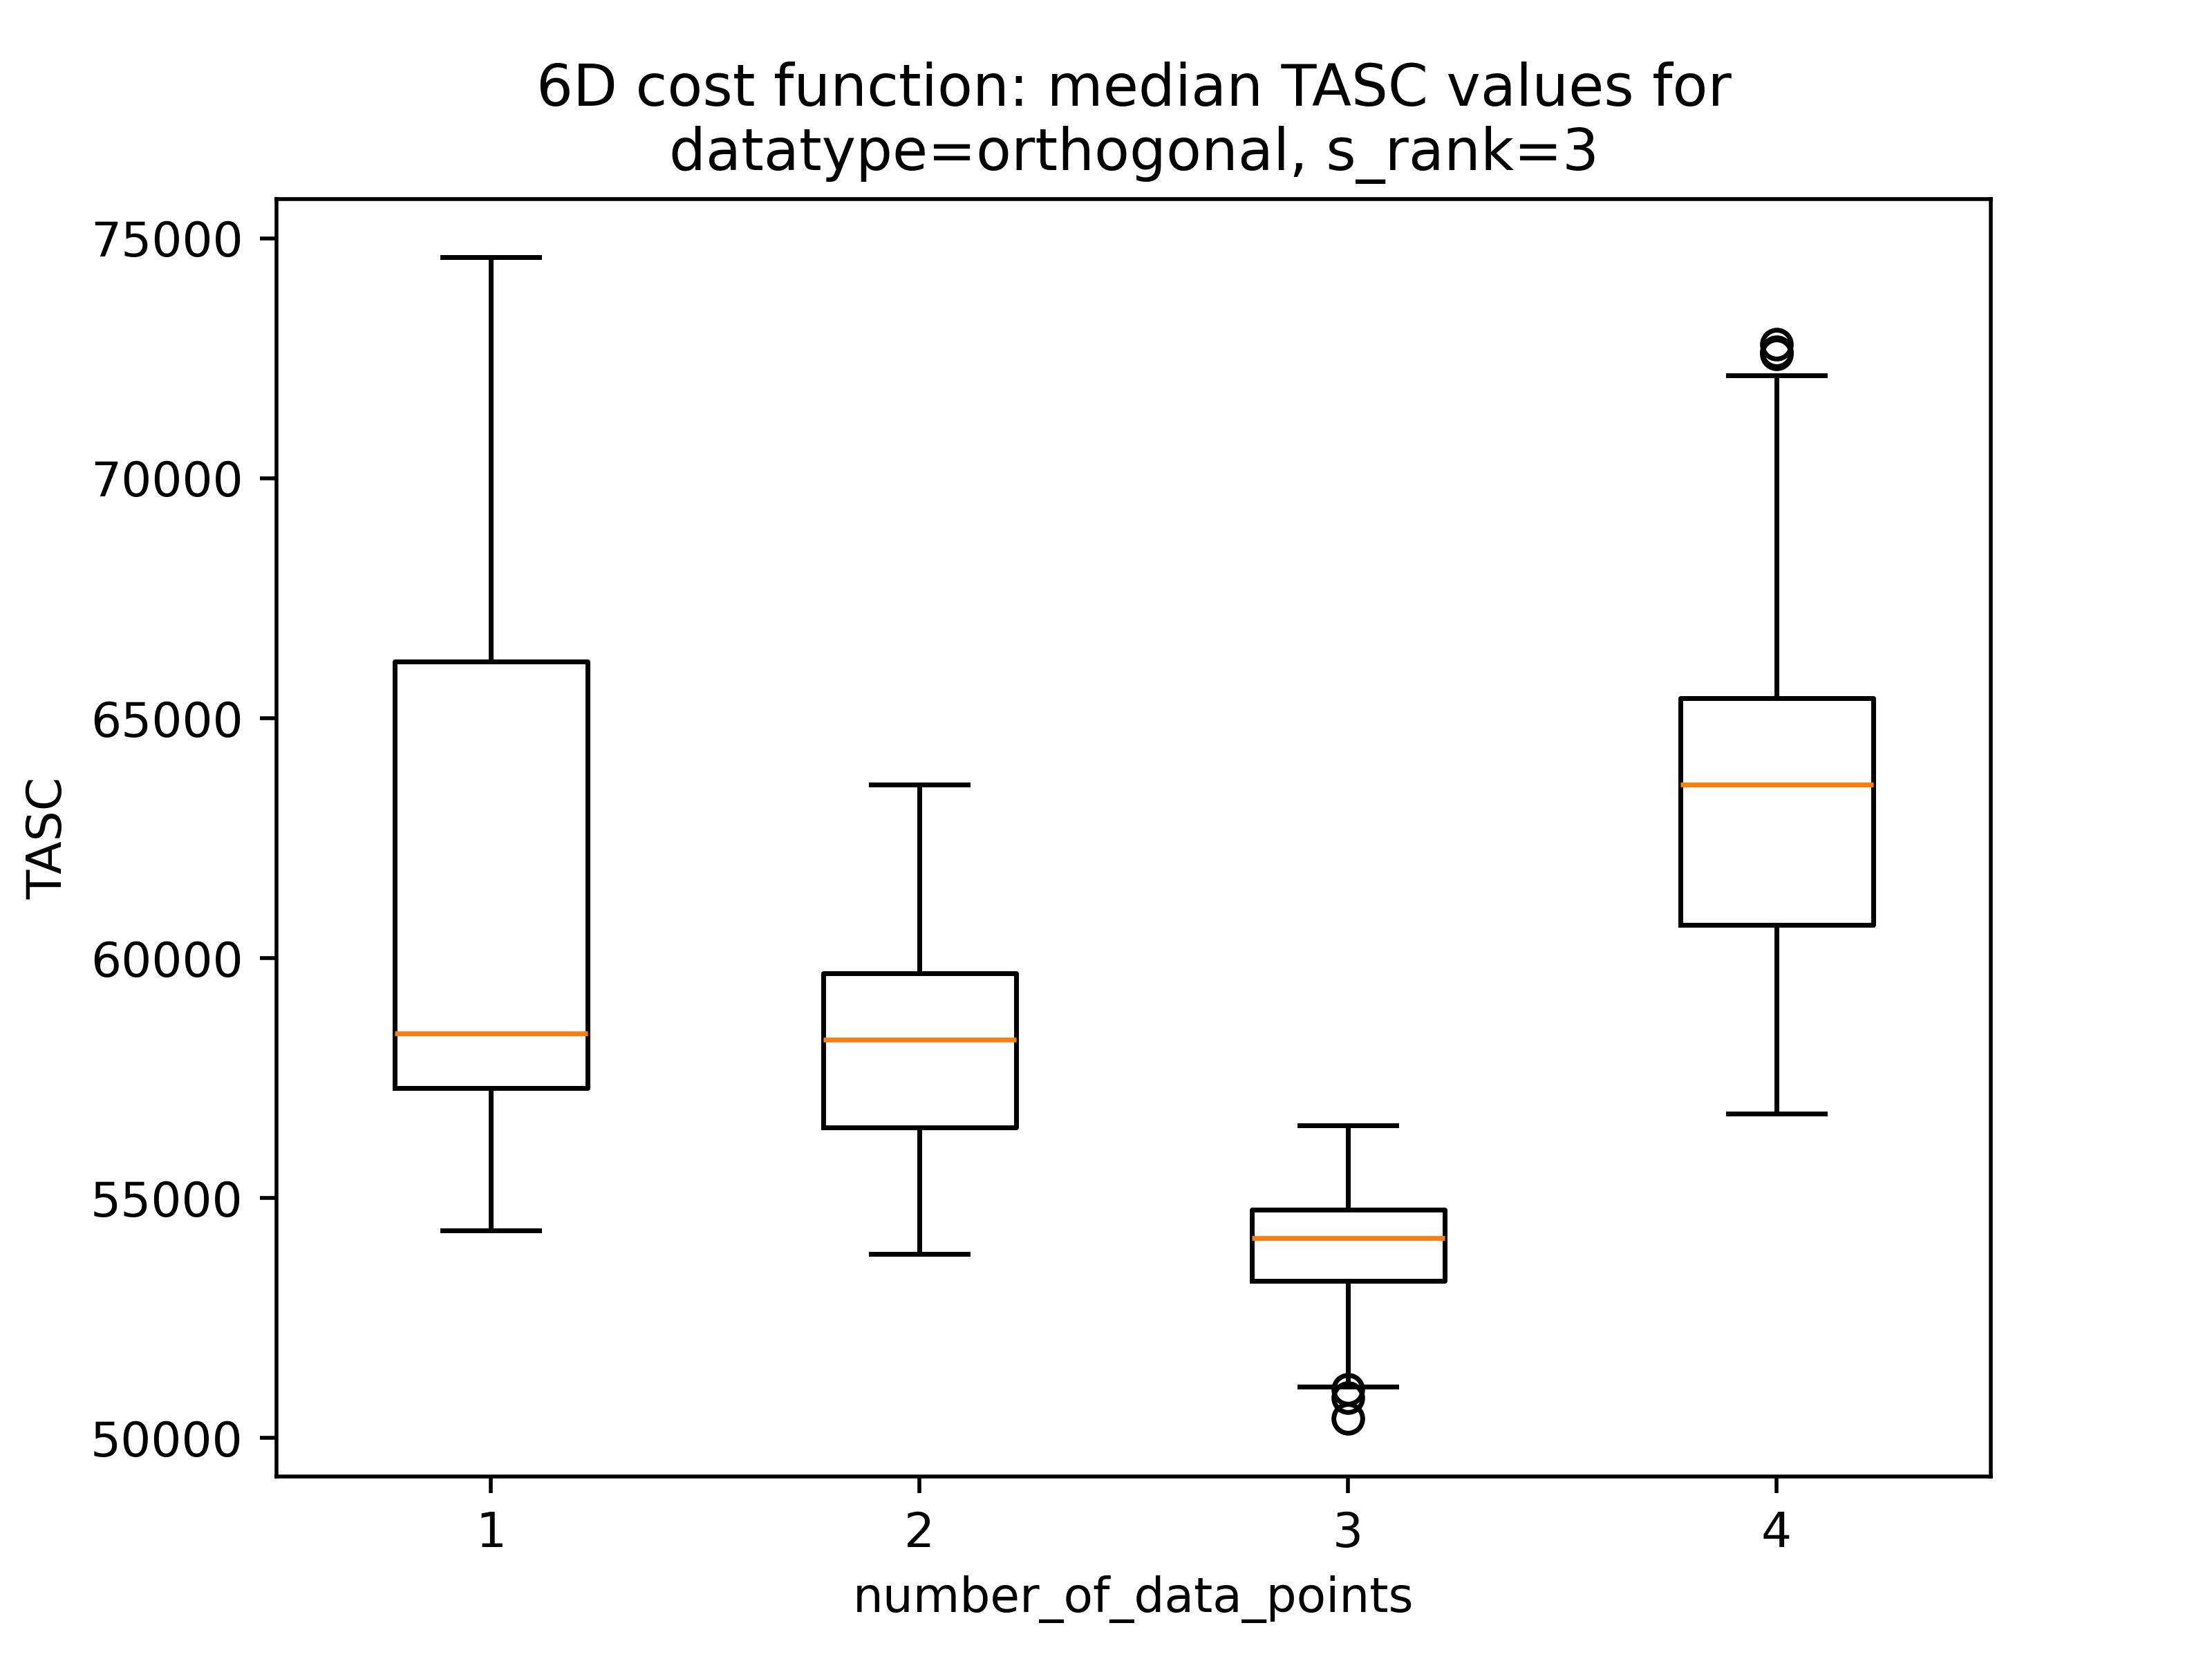 6D cost function: median TASC values for
datatype=orthogonal, s_rank=3
75000
70000
65000
60000
55000
50000
TASC
1 2 3 4
number_of_data_points